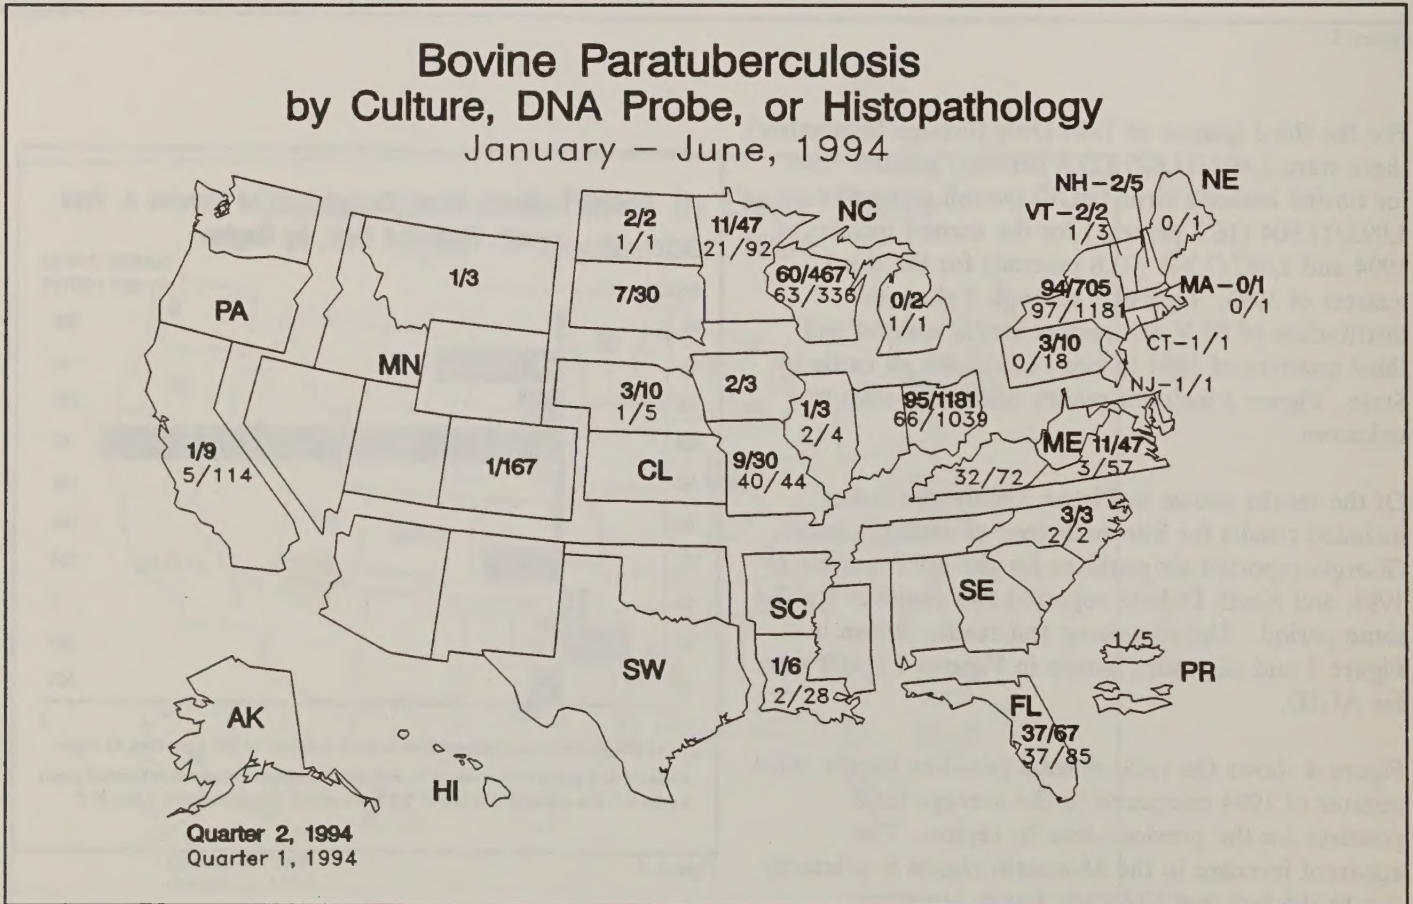 Bovine Paratuberculosis
by Culture, DNA Probe, or Histopathology
January – June, 1994
NH-2/5
NE
VT-2/2
1/3
0/1
2/2
1/1
11/47
21/92
NC
1/3
60/467
63/336
94/705
97/1181
MA-0/1
0/1
7/30
0/2
1/1
PA
3/10
0/18
CT-1/1
MN
NJ-1/1
3/10
1/5
2/3
1/3
2/4
95/1181
66/1039
1/9
5/114
1/167
CL
9/30
40/44
ME
11/47
3/57
32/72
3/3
2/2
SC
SE
SW
1/6
2/28
1/5
PR
AK
FL
37/67
37/85
HI
Quarter 2, 1994
Quarter 1, 1994